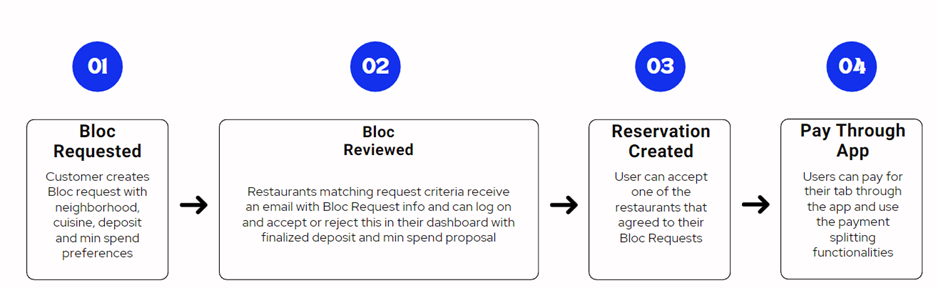 01
Bloc
Requested
Customer creates
Bloc request with
neighborhood,
cuisine, deposit
and min spend
preferences
02
Bloc
Reviewed
Restaurants matching request criteria receive
an email with Bloc Request info and can log on
and accept or reject this in their dashboard with
finalized deposit and min spend proposal
03
Reservation
Created
User can accept
one of the
restaurants that
agreed to their
Bloc Requests
04
Pay Through
App
Users can pay for
their tab through
the app and use
the payment
splitting
functionalities